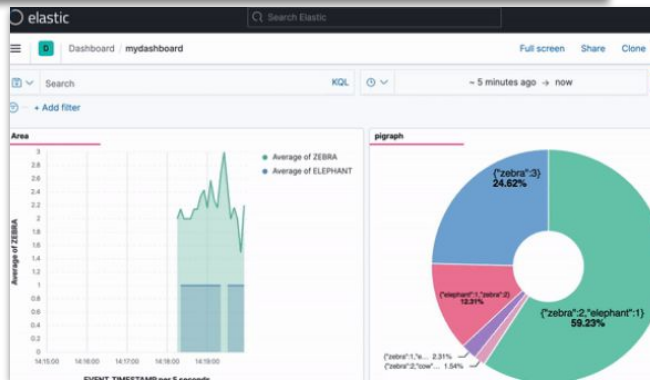 elastic
Search Elastic
D
Dashboard / mydashboard
Full screen Share Clone
Search
KQL
~ 5 minutes ago → now
+ Add filter
Area
3
2.8
2.6
2.4
2.2
2
1.8
1.6
1.4
1.2
1
0.8
0.6
0.4
0.2
0
Average of ZEBRA
14:15:00 14:16:00 14:17:00 14:18:00 14:19:00
EVENT_TIMESTAMP per 5 seconds
Average of ZEBRA
Average of ELEPHANT
pigraph
{"zebra":3}
24.62%
{"elephant":1,"zebra":2}
12.31%
{"zebra":2,"elephant":1}
59.23%
{"zebra":1,"e... 2.31%
{"zebra":2,"cow"... 1.54%